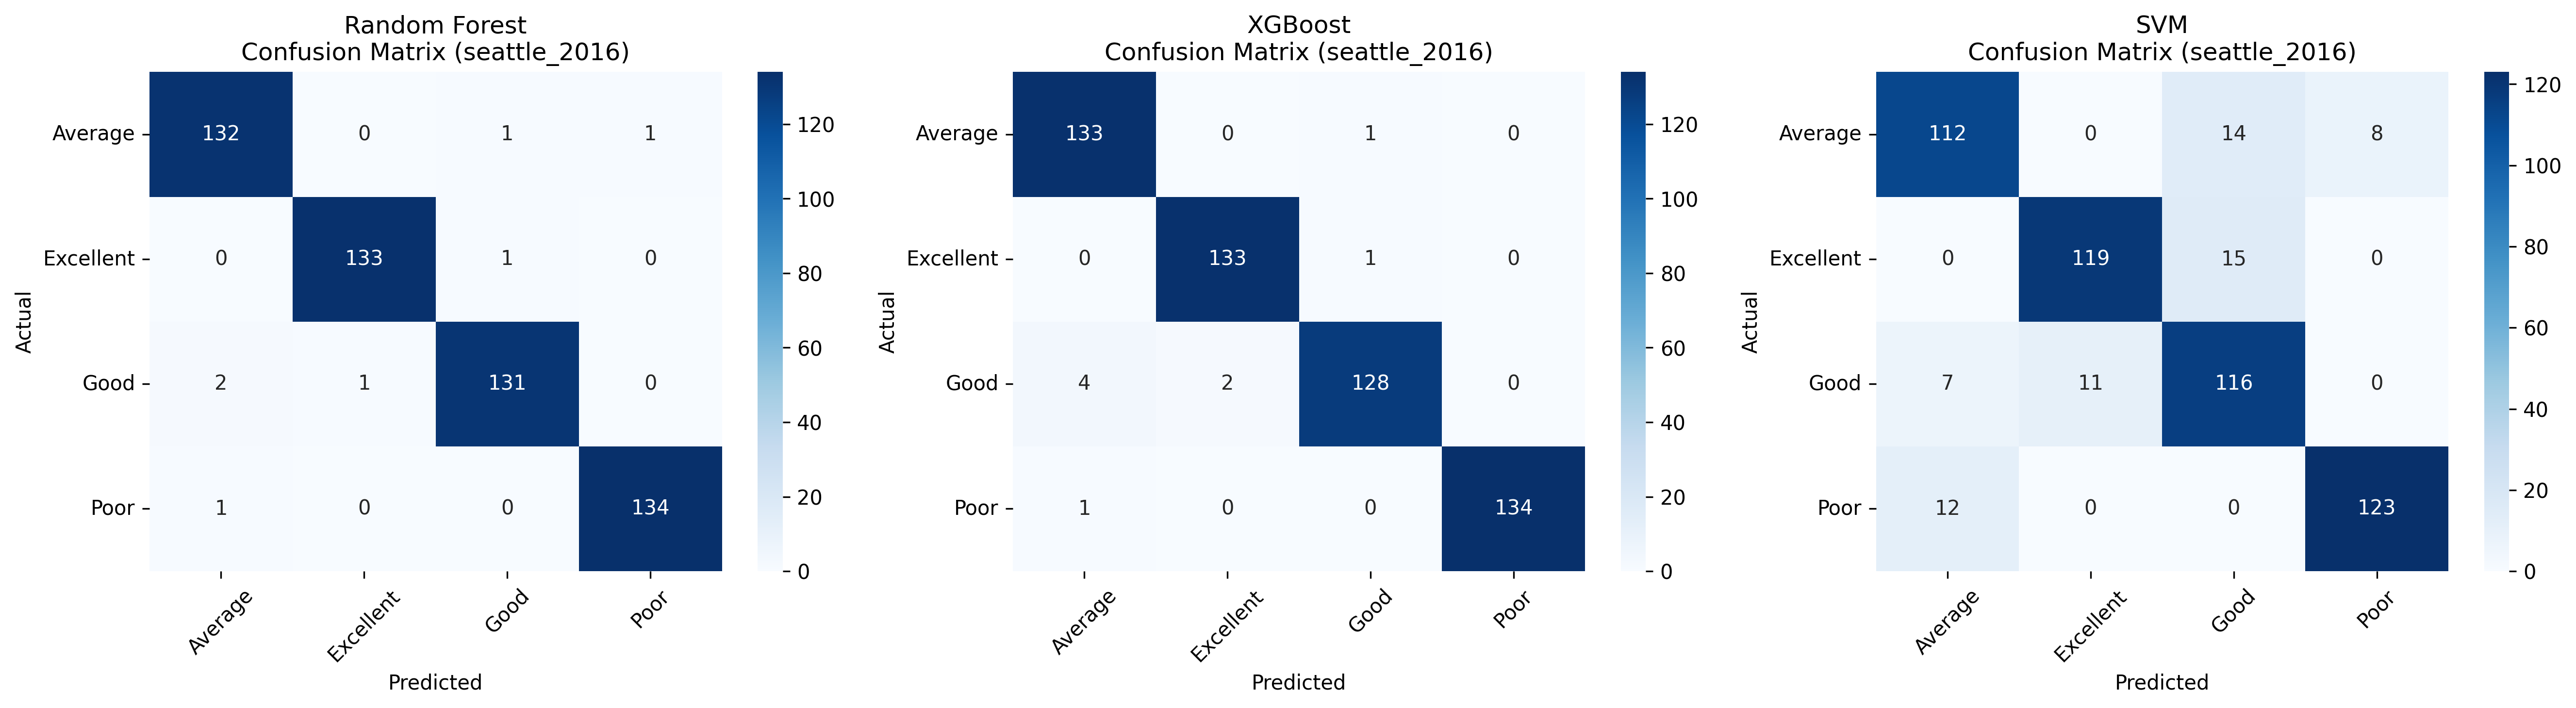 Random Forest
Confusion Matrix (seattle_2016)
Actual
Average 132 0 1 1
Excellent 0 133 1 0
Good 2 1 131 0
Poor 1 0 0 134
Average Excellent Good Poor
Predicted
120
100
80
60
40
20
0
XGBoost
Confusion Matrix (seattle_2016)
Actual
Average 133 0 1 0
Excellent 0 133 1 0
Good 4 2 128 0
Poor 1 0 0 134
Average Excellent Good Poor
Predicted
120
100
80
60
40
20
0
SVM
Confusion Matrix (seattle_2016)
Actual
Average 112 0 14 8
Excellent 0 119 15 0
Good 7 11 116 0
Poor 12 0 0 123
Average Excellent Good Poor
Predicted
120
100
80
60
40
20
0